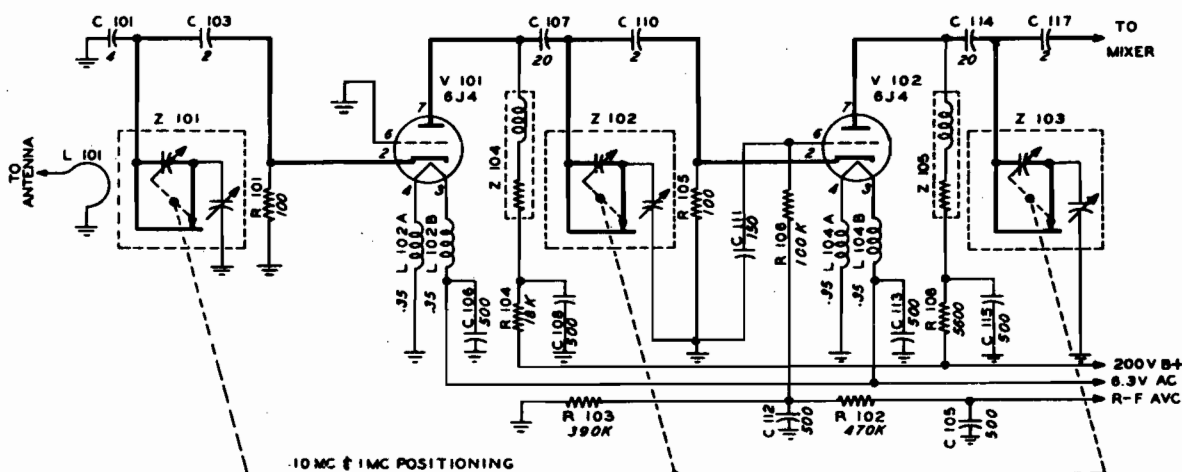 C 101
4
C 103
2
C 107
20
C 110
2
C 114
20
C 117
2
TO
MIXER
V 101
6J4
7
6
2
4
3
V 102
6J4
7
6
2
4
3
Z 101
Z 102
Z 103
Z 104
Z 105
TO
ANTENNA
L 101
R 101
100
R 105
100
C 111
150
R 106
100K
L 102A
.35
L 102B
.35
C 106
500
R 104
18K
C 108
500
L 104A
.35
L 104B
.35
C 113
500
R 108
5600
C 115
500
200V B+
6.3V AC
R-F AVC
R 103
390K
C 112
500
R 102
470K
C 105
500
10 MC & 1MC POSITIONING